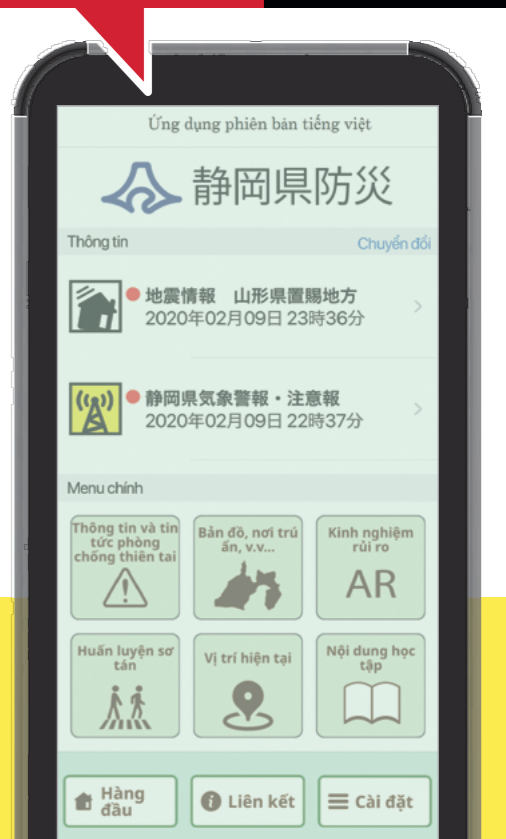 Ứng dụng phiên bản tiếng việt
静岡県防災
Thông tin
Chuyển đổi
地震情報 山形県置賜地方
2020年02月09日 23時36分
静岡県気象警報・注意報
2020年02月09日 22時37分
Menu chính
Thông tin và tin
tức phòng
chống thiên tai
Bản đồ, nơi trú
ẩn, v.v...
Kinh nghiệm
rủi ro
AR
Huấn luyện sơ
tán
Vị trí hiện tại
Nội dung học
tập
Hàng
đầu
Liên kết
Cài đặt